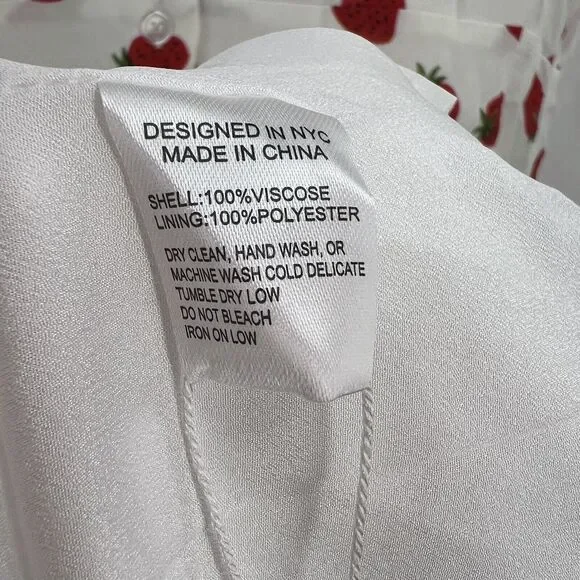 DESIGNED IN NYC
MADE IN CHINA
SHELL:100%VISCOSE
LINING:100%POLYESTER
DRY CLEAN, HAND WASH, OR
MACHINE WASH COLD DELICATE
TUMBLE DRY LOW
DO NOT BLEACH
IRON ON LOW